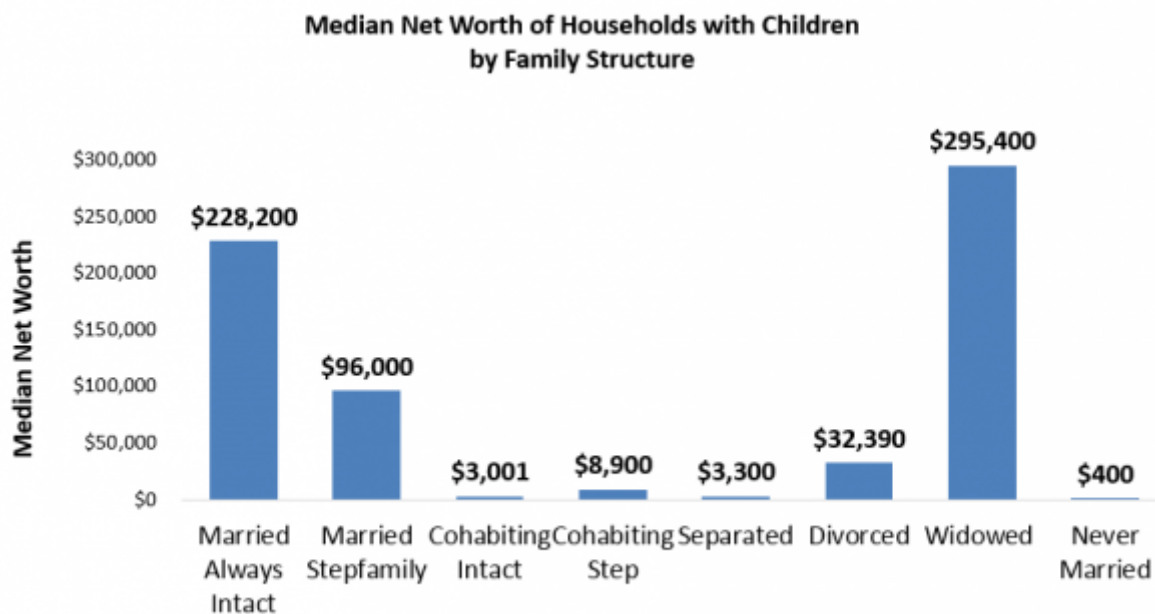 Median Net Worth of Households with Children
by Family Structure
Median Net Worth
$300,000
$250,000
$200,000
$150,000
$100,000
$50,000
$0
$228,200
$96,000
$3,001
$8,900
$3,300
$32,390
$295,400
$400
Married
Always
Intact
Married
Stepfamily
Cohabiting
Intact
Cohabiting
Step
Separated
Divorced
Widowed
Never
Married